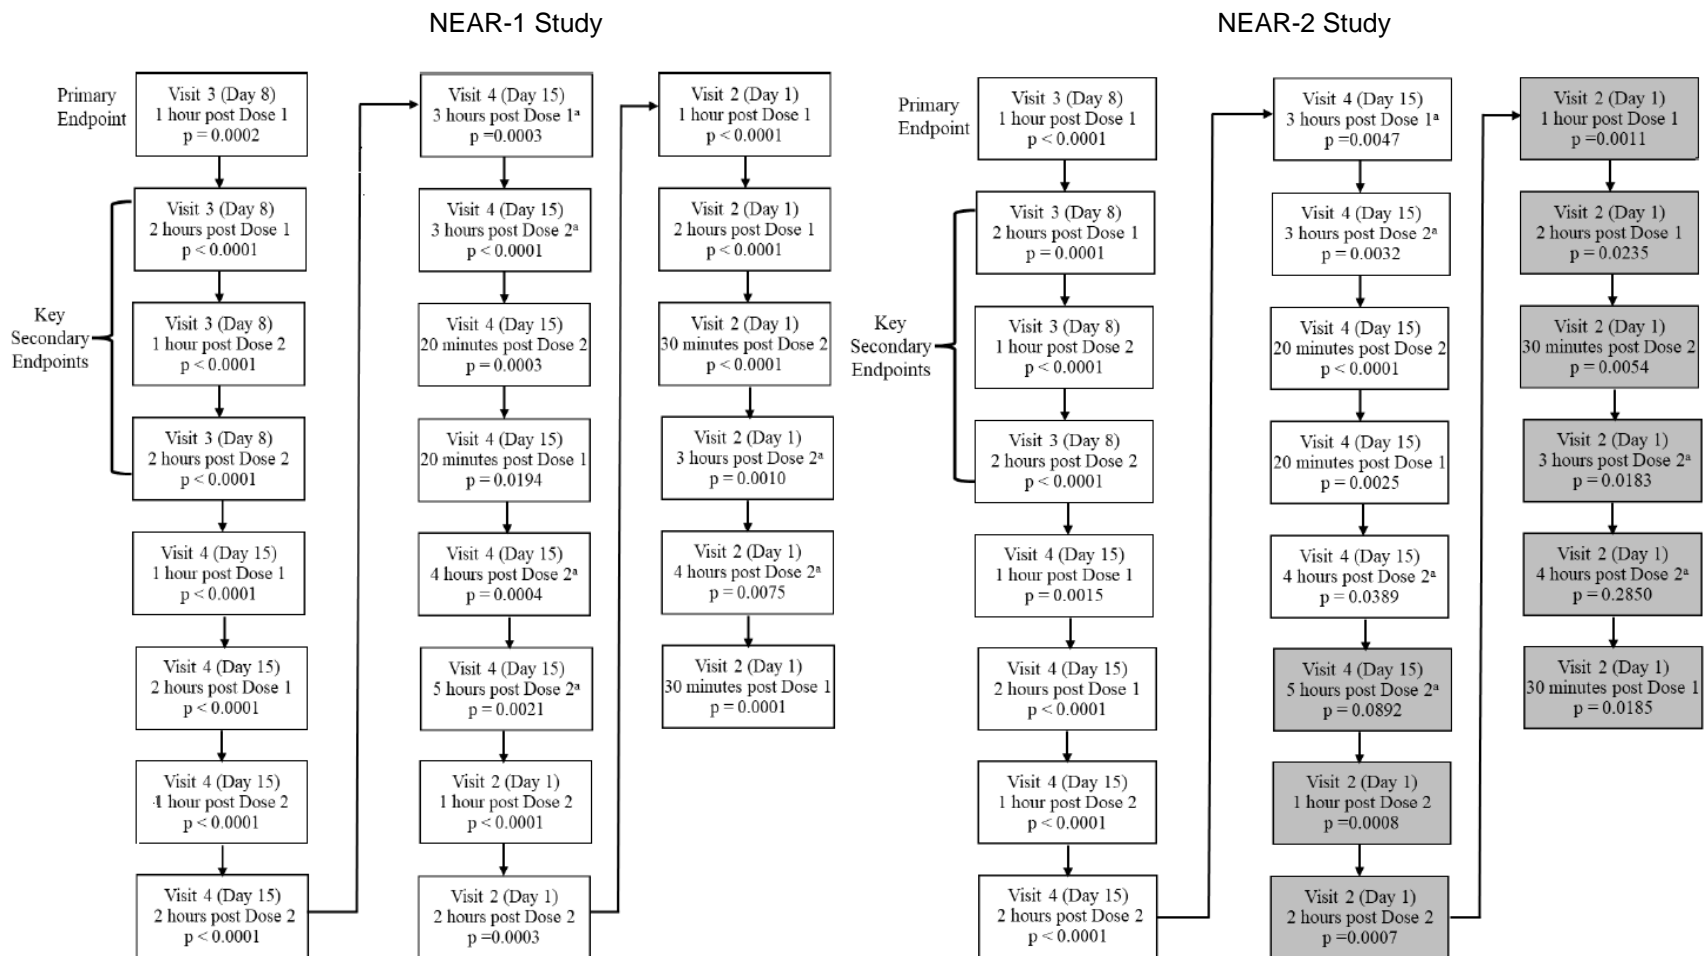 NEAR-1 Study
Primary
Endpoint
Visit 3 (Day 8)
1 hour post Dose 1
p = 0.0002
Key
Secondary
Endpoints
Visit 3 (Day 8)
2 hours post Dose 1
p < 0.0001
Visit 3 (Day 8)
1 hour post Dose 2
p < 0.0001
Visit 3 (Day 8)
2 hours post Dose 2
p < 0.0001
Visit 4 (Day 15)
1 hour post Dose 1
p < 0.0001
Visit 4 (Day 15)
2 hours post Dose 1
p < 0.0001
Visit 4 (Day 15)
1 hour post Dose 2
p < 0.0001
Visit 4 (Day 15)
2 hours post Dose 2
p < 0.0001
Visit 4 (Day 15)
3 hours post Dose 1ᵃ
p =0.0003
Visit 4 (Day 15)
3 hours post Dose 2ᵃ
p < 0.0001
Visit 4 (Day 15)
20 minutes post Dose 2
p = 0.0003
Visit 4 (Day 15)
20 minutes post Dose 1
p = 0.0194
Visit 4 (Day 15)
4 hours post Dose 2ᵃ
p = 0.0004
Visit 4 (Day 15)
5 hours post Dose 2ᵃ
p = 0.0021
Visit 2 (Day 1)
1 hour post Dose 2
p < 0.0001
Visit 2 (Day 1)
2 hours post Dose 2
p =0.0003
Visit 2 (Day 1)
1 hour post Dose 1
p < 0.0001
Visit 2 (Day 1)
2 hours post Dose 1
p < 0.0001
Visit 2 (Day 1)
30 minutes post Dose 2
p < 0.0001
Visit 2 (Day 1)
3 hours post Dose 2ᵃ
p = 0.0010
Visit 2 (Day 1)
4 hours post Dose 2ᵃ
p = 0.0075
Visit 2 (Day 1)
30 minutes post Dose 1
p = 0.0001
NEAR-2 Study
Primary
Endpoint
Visit 3 (Day 8)
1 hour post Dose 1
p < 0.0001
Key
Secondary
Endpoints
Visit 3 (Day 8)
2 hours post Dose 1
p = 0.0001
Visit 3 (Day 8)
1 hour post Dose 2
p < 0.0001
Visit 3 (Day 8)
2 hours post Dose 2
p < 0.0001
Visit 4 (Day 15)
1 hour post Dose 1
p = 0.0015
Visit 4 (Day 15)
2 hours post Dose 1
p < 0.0001
Visit 4 (Day 15)
1 hour post Dose 2
p < 0.0001
Visit 4 (Day 15)
2 hours post Dose 2
p < 0.0001
Visit 4 (Day 15)
3 hours post Dose 1ᵃ
p =0.0047
Visit 4 (Day 15)
3 hours post Dose 2ᵃ
p = 0.0032
Visit 4 (Day 15)
20 minutes post Dose 2
p < 0.0001
Visit 4 (Day 15)
20 minutes post Dose 1
p = 0.0025
Visit 4 (Day 15)
4 hours post Dose 2ᵃ
p = 0.0389
Visit 4 (Day 15)
5 hours post Dose 2ᵃ
p = 0.0892
Visit 2 (Day 1)
1 hour post Dose 2
p =0.0008
Visit 2 (Day 1)
2 hours post Dose 2
p =0.0007
Visit 2 (Day 1)
1 hour post Dose 1
p =0.0011
Visit 2 (Day 1)
2 hours post Dose 1
p = 0.0235
Visit 2 (Day 1)
30 minutes post Dose 2
p = 0.0054
Visit 2 (Day 1)
3 hours post Dose 2ᵃ
p = 0.0183
Visit 2 (Day 1)
4 hours post Dose 2ᵃ
p = 0.2850
Visit 2 (Day 1)
30 minutes post Dose 1
p = 0.0185